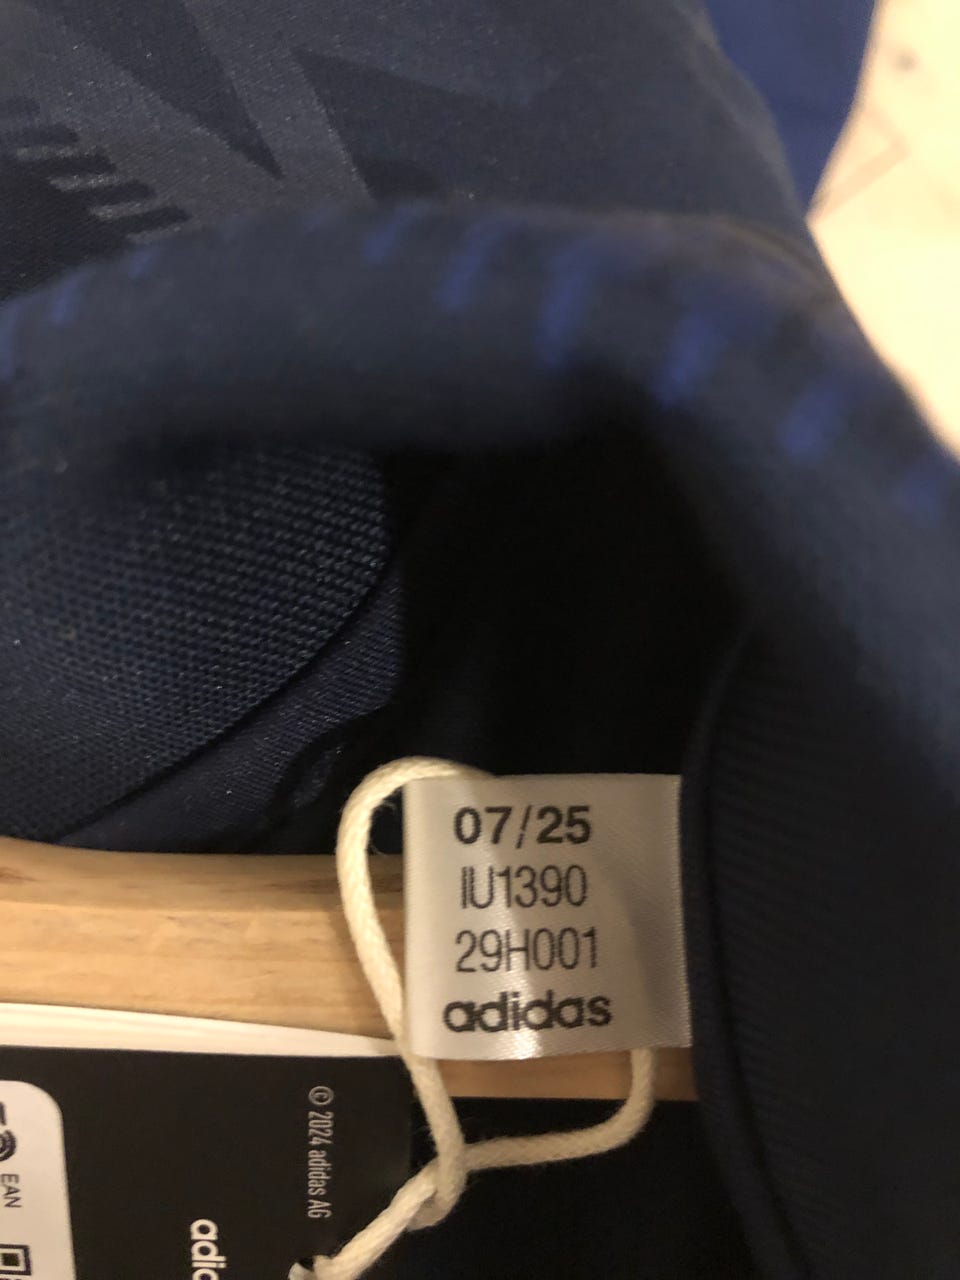 07/25
IU1390
29H001
adidas
© 2024 adidas AG
EAN